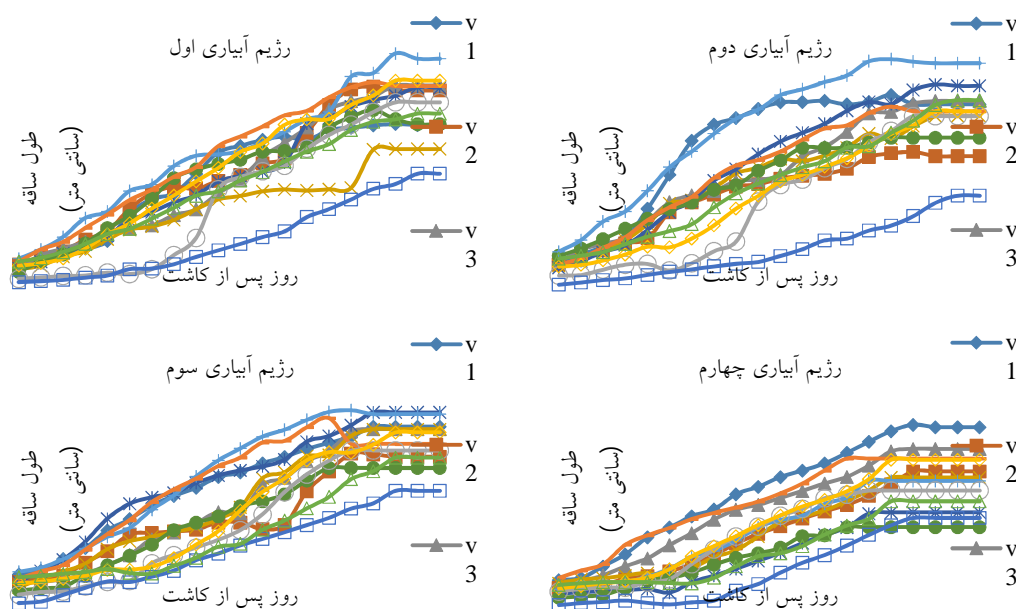 رژیم آبیاری اول
طول ساقه
(سانتی متر)
روز پس از کاشت
v
1
v
2
v
3
رژیم آبیاری دوم
طول ساقه
(سانتی متر)
روز پس از کاشت
v
1
v
2
v
3
رژیم آبیاری سوم
طول ساقه
(سانتی متر)
روز پس از کاشت
v
1
v
2
v
3
رژیم آبیاری چهارم
طول ساقه
(سانتی متر)
روز پس از کاشت
v
1
v
2
v
3